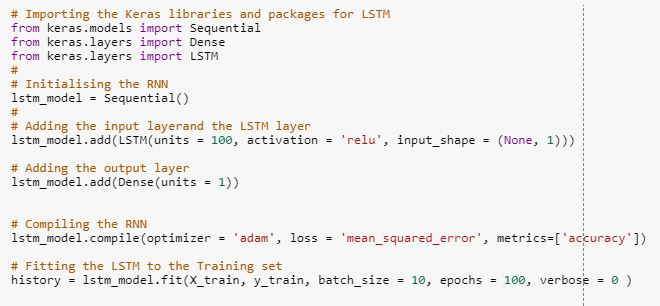 # Importing the Keras libraries and packages for LSTM
from keras.models import Sequential
from keras.layers import Dense
from keras.layers import LSTM
#
# Initialising the RNN
lstm_model = Sequential()
#
# Adding the input layerand the LSTM layer
lstm_model.add(LSTM(units = 100, activation = 'relu', input_shape = (None, 1)))
# Adding the output layer
lstm_model.add(Dense(units = 1))
# Compiling the RNN
lstm_model.compile(optimizer = 'adam', loss = 'mean_squared_error', metrics=['accuracy'])
# Fitting the LSTM to the Training set
history = lstm_model.fit(X_train, y_train, batch_size = 10, epochs = 100, verbose = 0 )